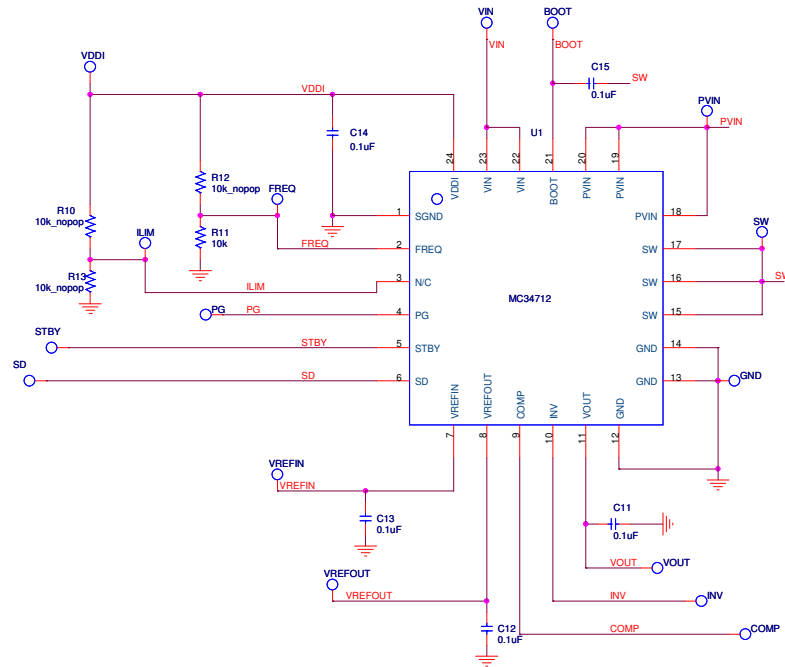 VIN
BOOT
VIN
BOOT
VDDI
C15
SW
0.1uF
VDDI
PVIN
PVIN
U1
C14
0.1uF
24
23
22
21
20
19
R12
10k_nopop
FREQ
VDDI
VIN
VIN
BOOT
PVIN
PVIN
R10
10k_nopop
1
SGND
PVIN
18
SW
ILIM
R11
10k
FREQ
2
FREQ
SW
17
R13
10k_nopop
ILIM
3
N/C
SW
16
SW
MC34712
PG
PG
4
PG
SW
15
STBY
STBY
5
STBY
GND
14
SD
SD
6
SD
GND
13
GND
VREFIN
VREFOUT
COMP
INV
VOUT
GND
7
8
9
10
11
12
VREFIN
VREFIN
C13
0.1uF
C11
0.1uF
VOUT
VOUT
VREFOUT
VREFOUT
INV
INV
C12
0.1uF
COMP
COMP